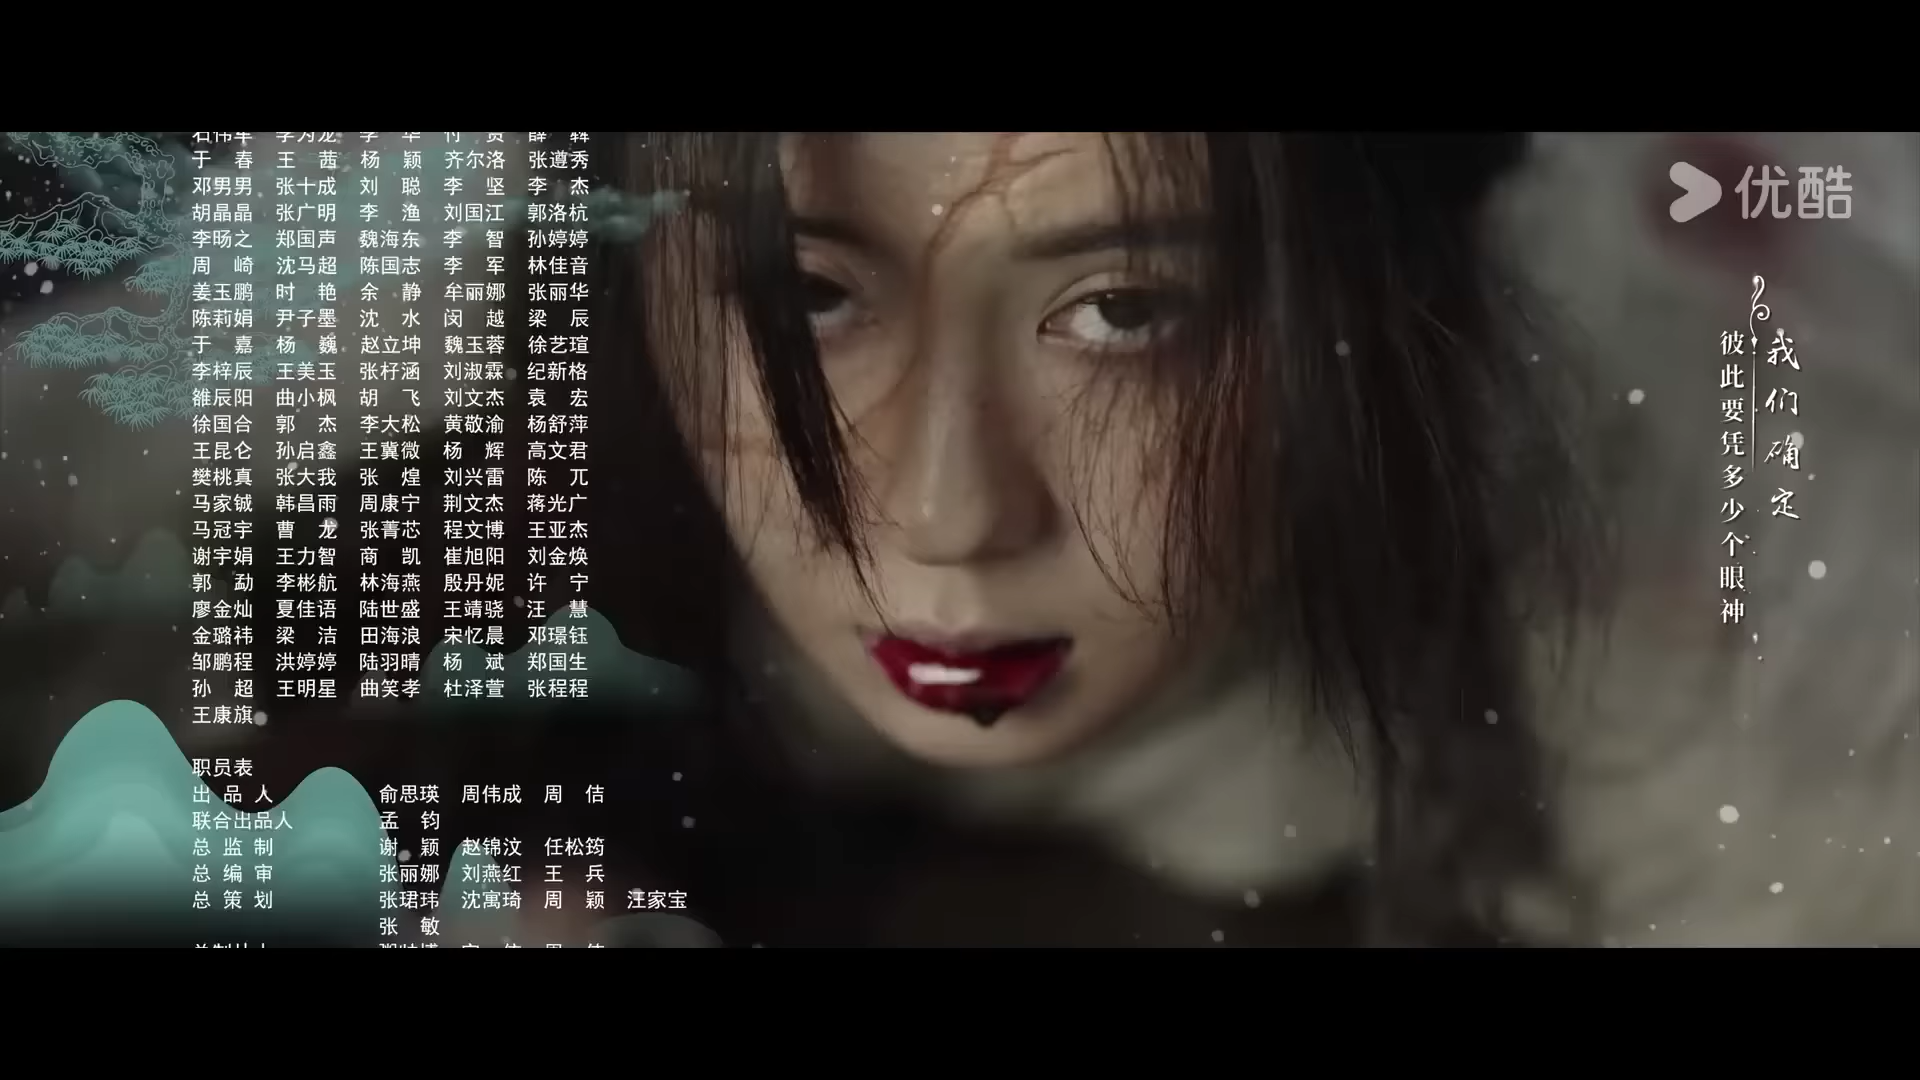 于春 王茜 杨颖 齐尔洛 张遵秀
邓男男 张十成 刘聪 李坚 李杰
胡晶晶 张广明 李渔 刘国江 郭洛杭
李旸之 郑国声 魏海东 李智 孙婷婷
周崎 沈马超 陈国志 李军 林佳音
姜玉鹏 时艳 余静 牟丽娜 张丽华
陈莉娟 尹子墨 沈水 闵越 梁辰
于嘉 杨巍 赵立坤 魏玉蓉 徐艺瑄
李梓辰 王美玉 张杍涵 刘淑霖 纪新格
雒辰阳 曲小枫 胡飞 刘文杰 袁宏
徐国合 郭杰 李大松 黄敬渝 杨舒萍
王昆仑 孙启鑫 王冀微 杨辉 高文君
樊桃真 张大我 张煌 刘兴雷 陈兀
马家铖 韩昌雨 周康宁 荆文杰 蒋光广
马冠宇 曹龙 张菁芯 程文博 王亚杰
谢宇娟 王力智 商凯 崔旭阳 刘金焕
郭勐 李彬航 林海燕 殷丹妮 许宁
廖金灿 夏佳语 陆世盛 王靖骁 汪慧
金璐祎 梁洁 田海浪 宋忆晨 邓璟钰
邹鹏程 洪婷婷 陆羽晴 杨斌 郑国生
孙超 王明星 曲笑孝 杜泽萱 张程程
王康旗
职员表
出品人 俞思瑛 周伟成 周佶
联合出品人 孟钧
总监制 谢颖 赵锦汶 任松筠
总编审 张丽娜 刘燕红 王兵
总策划 张珺玮 沈寓琦 周颖 汪家宝
张敏
优酷
我们确定
彼此要凭多少个眼神